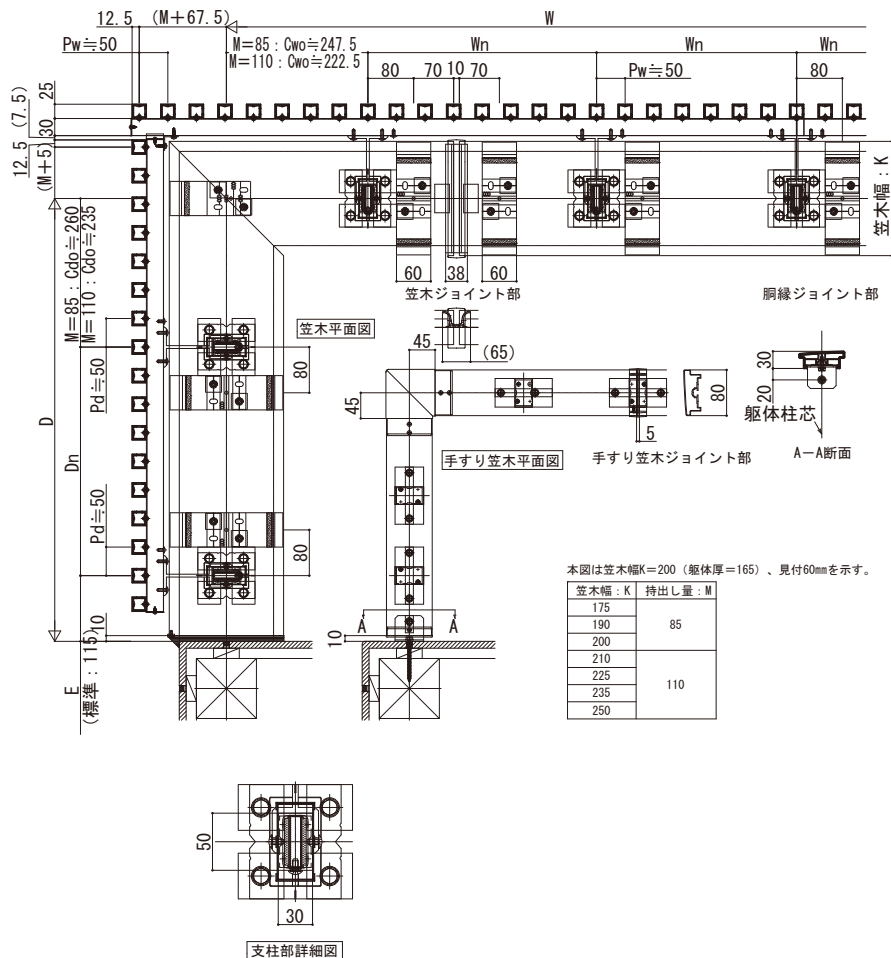 12.5 (M+67.5) W
Pw≒50
M=85：Cwo≒247.5
M=110：Cwo≒222.5
Wn Wn Wn
80 70 10 70 Pw≒50 80
25
(7.5)
30
12.5
(M+5)
笠木幅：K
60 38 60
笠木ジョイント部
胴縁ジョイント部
M=85：Cdo≒260
M=110：Cdo≒235
笠木平面図
45 (65)
80
Pd≒50
45
80
5
30
20
躯体柱芯
A－A断面
D
Dn
手すり笠木平面図
手すり笠木ジョイント部
Pd≒50
80
本図は笠木幅K=200（躯体厚=165）、見付60mmを示す。
笠木幅：K 持出し量：M
175
190 85
200
210
225 110
235
250
A A
10
10
E
(標準：115)
50
30
支柱部詳細図